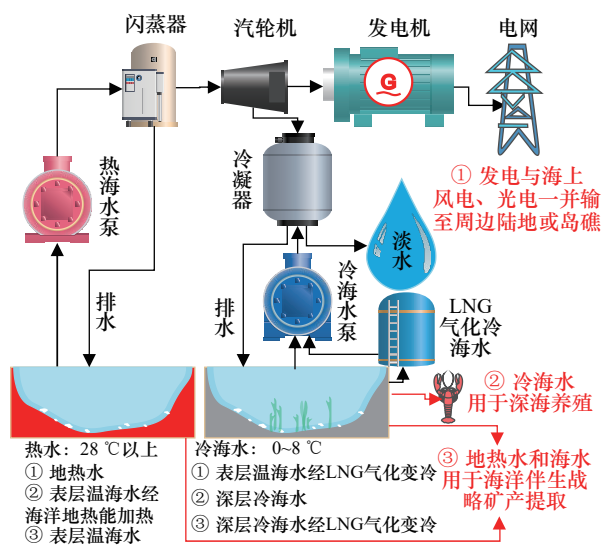 闪蒸器
汽轮机
发电机
电网
G
热海水泵
冷凝器
① 发电与海上
风电、光电一并输
至周边陆地或岛礁
淡水
冷海水泵
排水
排水
LNG
气化冷
海水
② 冷海水
用于深海养殖
热水：28 ℃以上
① 地热水
② 表层温海水经
海洋地热能加热
③ 表层温海水
冷海水：0~8 ℃
① 表层温海水经LNG气化变冷
② 深层冷海水
③ 深层冷海水经LNG气化变冷
③ 地热水和海水
用于海洋伴生战
略矿产提取